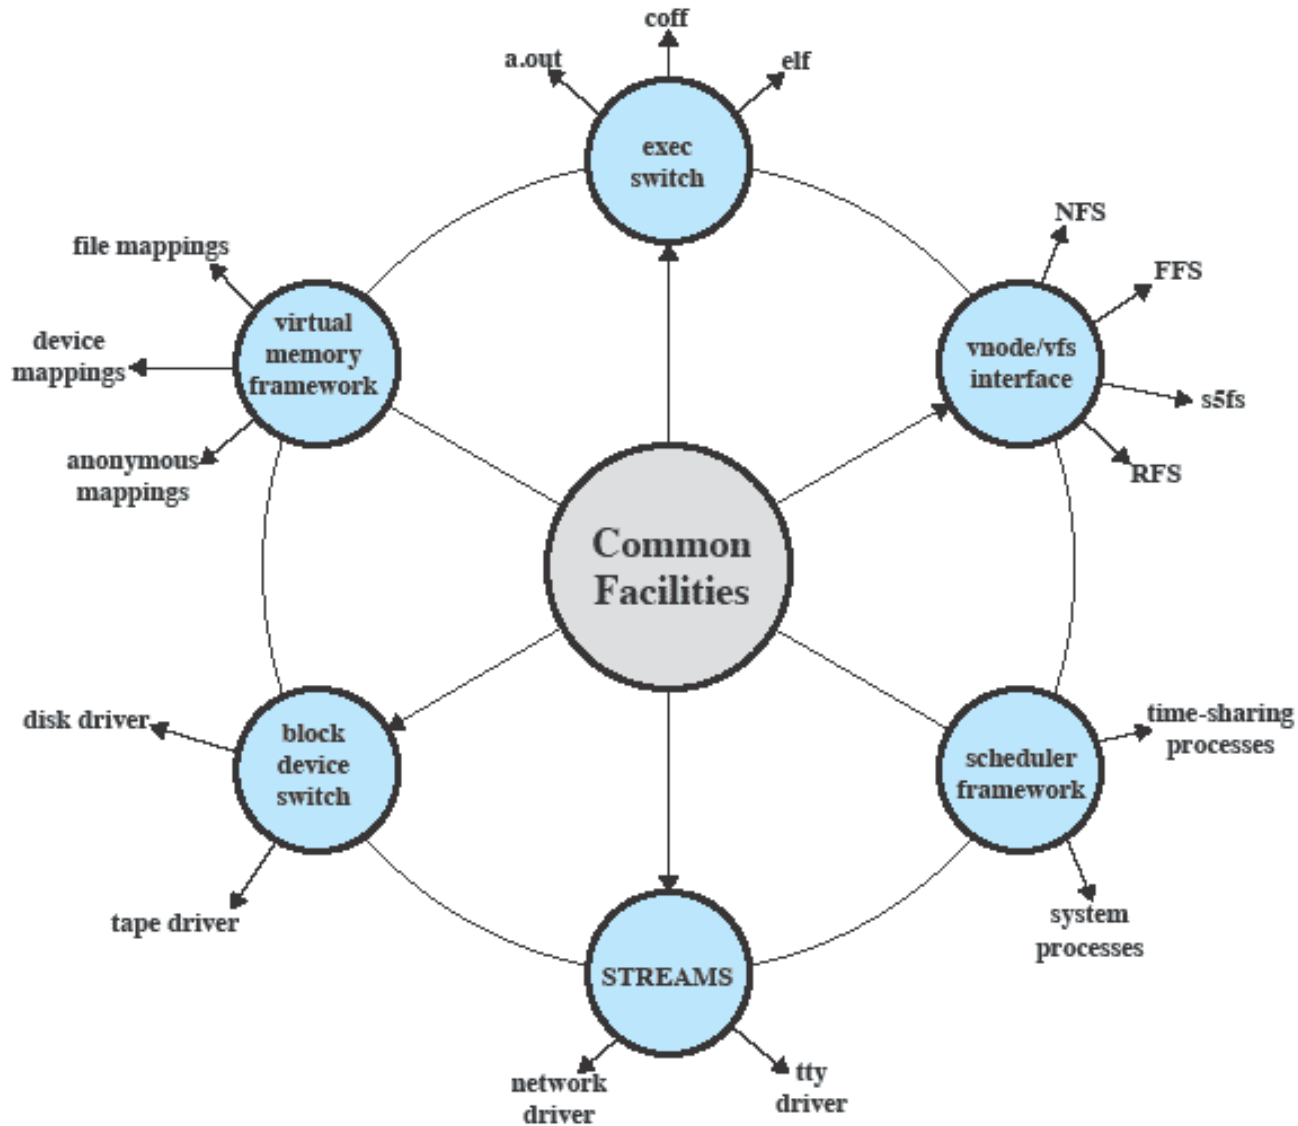 coff
a.out
elf
exec
switch
NFS
FFS
vnode/vfs
interface
s5fs
RFS
file mappings
virtual
memory
framework
device
mappings
anonymous
mappings
Common
Facilities
disk driver
block
device
switch
tape driver
time-sharing
processes
scheduler
framework
system
processes
STREAMS
network
driver
tty
driver